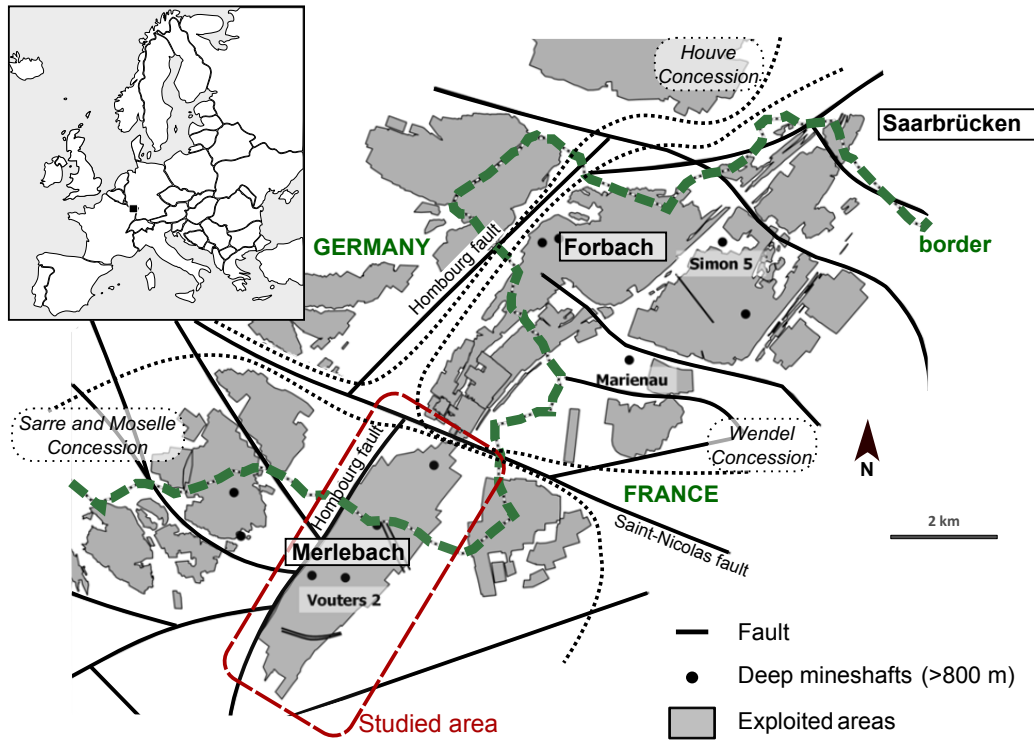 Houve
Concession
Saarbrücken
GERMANY
Hombourg fault
Forbach
Simon 5
border
Marienau
Sarre and Moselle
Concession
Hombourg fault
Wendel
Concession
N
FRANCE
Saint-Nicolas fault
2 km
Merlebach
Vouters 2
Fault
Deep mineshafts (>800 m)
Studied area
Exploited areas